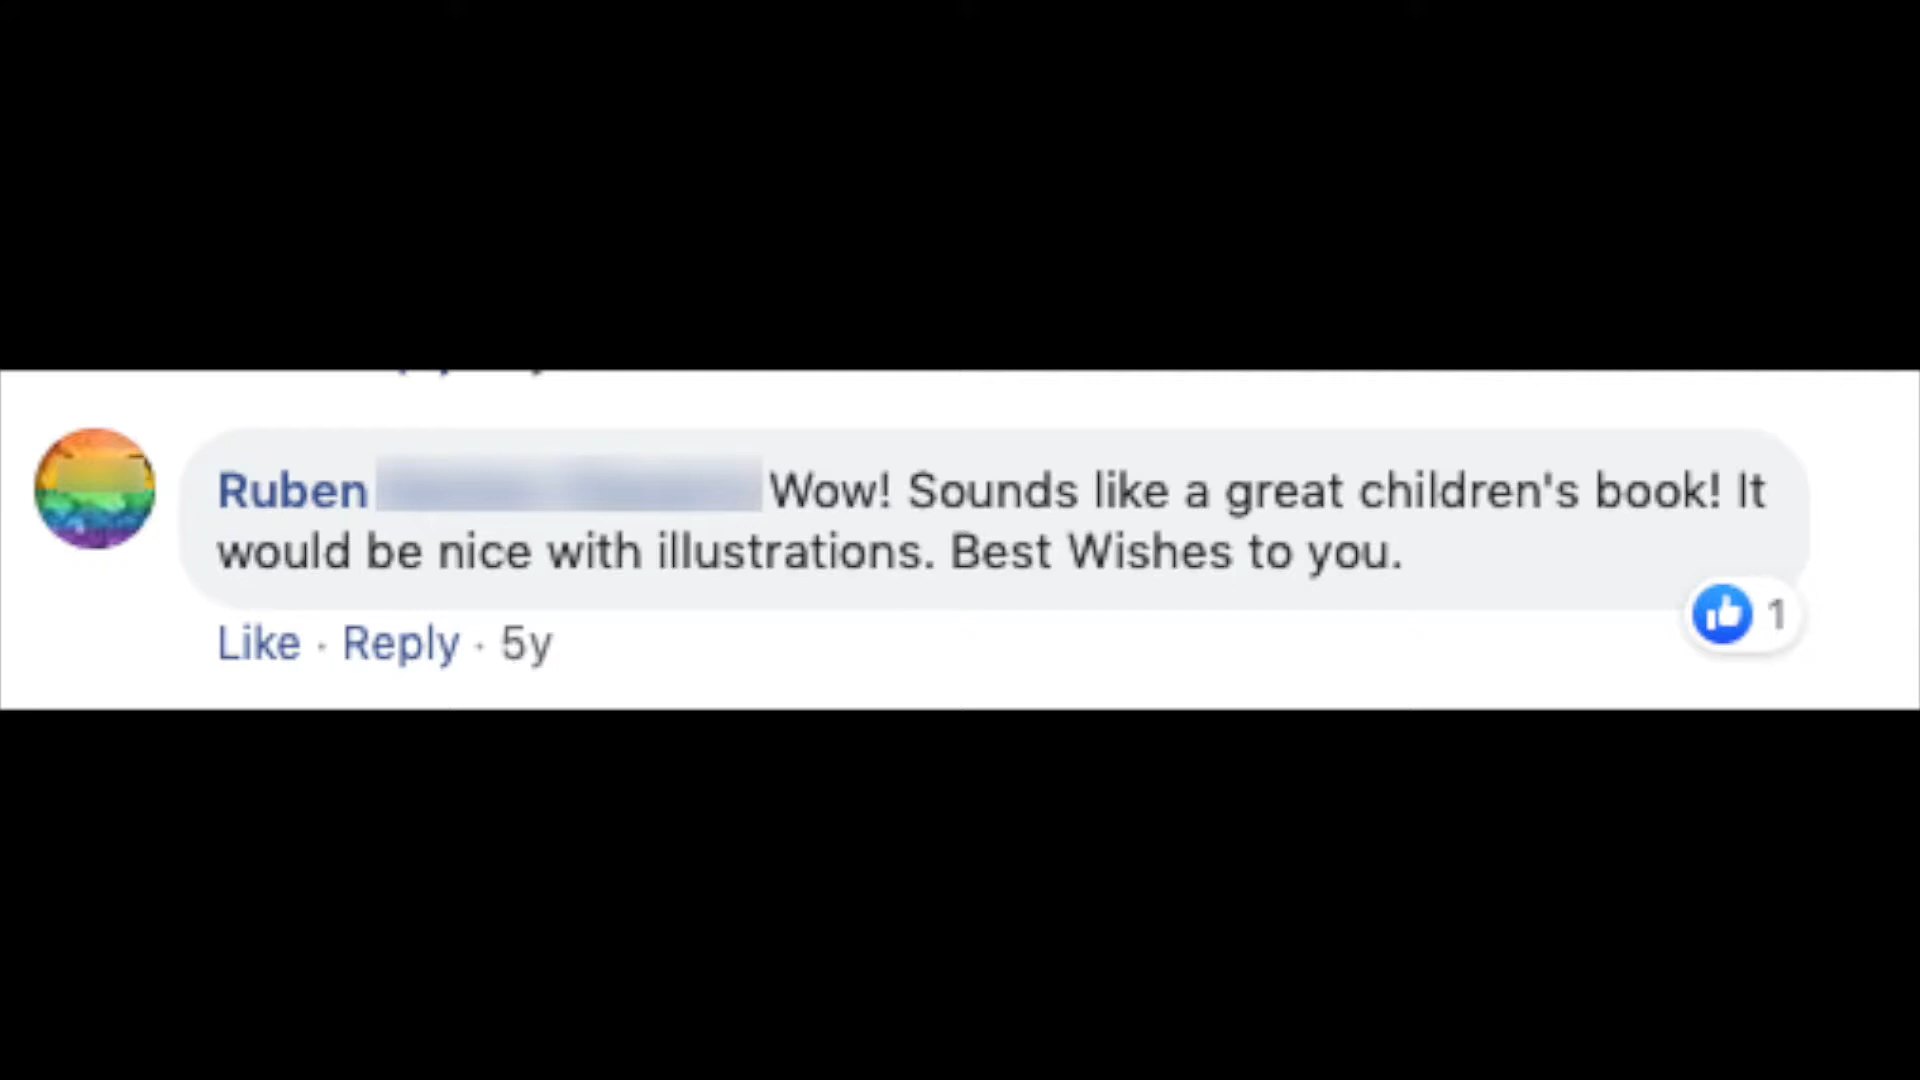 Ruben Wow! Sounds like a great children's book! It
would be nice with illustrations. Best Wishes to you.
1
Like · Reply · 5y